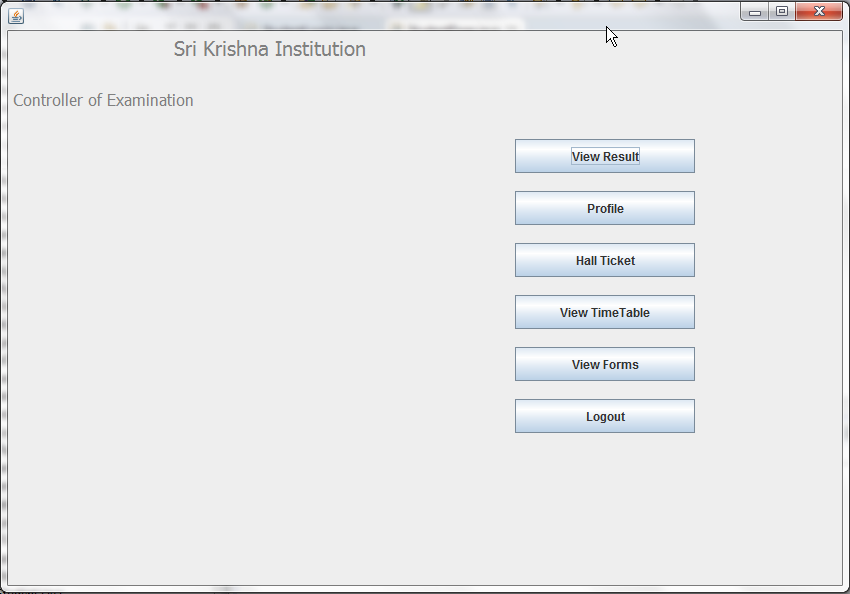 Sri Krishna Institution
Controller of Examination
View Result
Profile
Hall Ticket
View TimeTable
View Forms
Logout